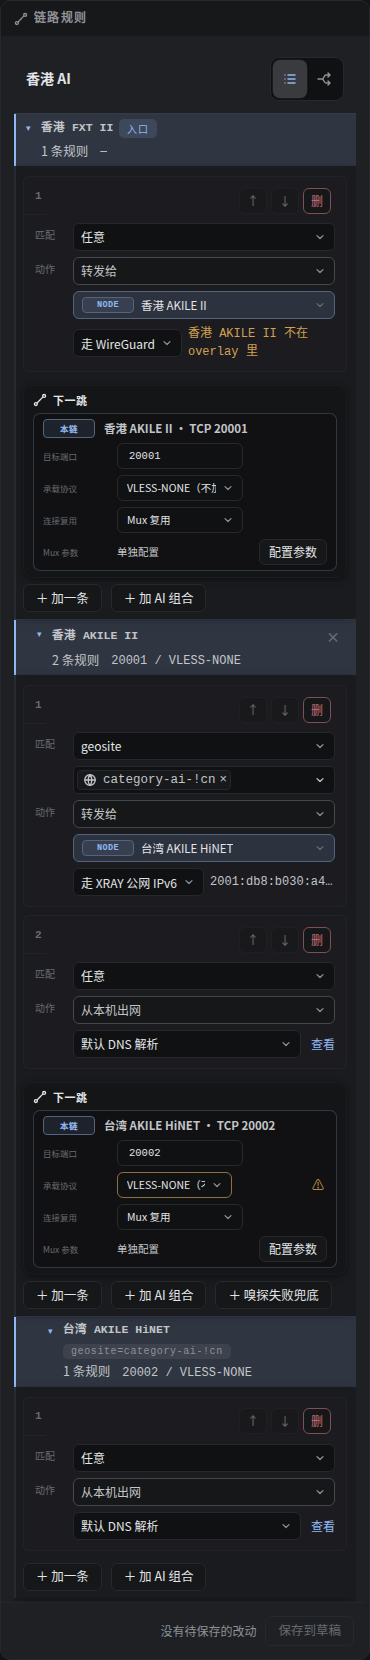 链路规则
香港 AI
香港 FXT II 入口
1 条规则 —
1 ↑ ↓ 删
匹配 任意
动作 转发给
NODE 香港 AKILE II
走 WireGuard 香港 AKILE II 不在
overlay 里
下一跳
本链 香港 AKILE II • TCP 20001
目标端口 20001
承载协议 VLESS-NONE（不加
连接复用 Mux 复用
Mux 参数 单独配置 配置参数
＋ 加一条 ＋ 加 AI 组合
香港 AKILE II ×
2 条规则 20001 / VLESS-NONE
1 ↑ ↓ 删
匹配 geosite
category-ai-!cn ×
动作 转发给
NODE 台湾 AKILE HiNET
走 XRAY 公网 IPv6 2001:db8:b030:a4…
2 ↑ ↓ 删
匹配 任意
动作 从本机出网
默认 DNS 解析 查看
下一跳
本链 台湾 AKILE HiNET • TCP 20002
目标端口 20002
承载协议 VLESS-NONE（不
连接复用 Mux 复用
Mux 参数 单独配置 配置参数
＋ 加一条 ＋ 加 AI 组合 ＋ 嗅探失败兜底
台湾 AKILE HiNET
geosite=category-ai-!cn
1 条规则 20002 / VLESS-NONE
1 ↑ ↓ 删
匹配 任意
动作 从本机出网
默认 DNS 解析 查看
＋ 加一条 ＋ 加 AI 组合
没有待保存的改动 保存到草稿